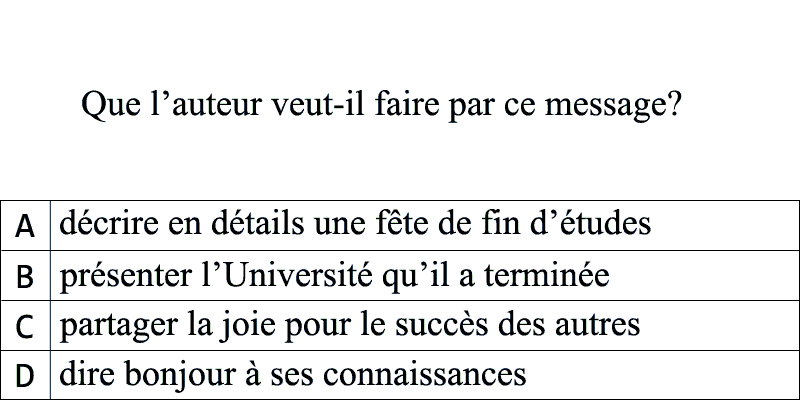 Que l’auteur veut-il faire par ce message?
A décrire en détails une fête de fin d’études
B présenter l’Université qu’il a terminée
C partager la joie pour le succès des autres
D dire bonjour à ses connaissances